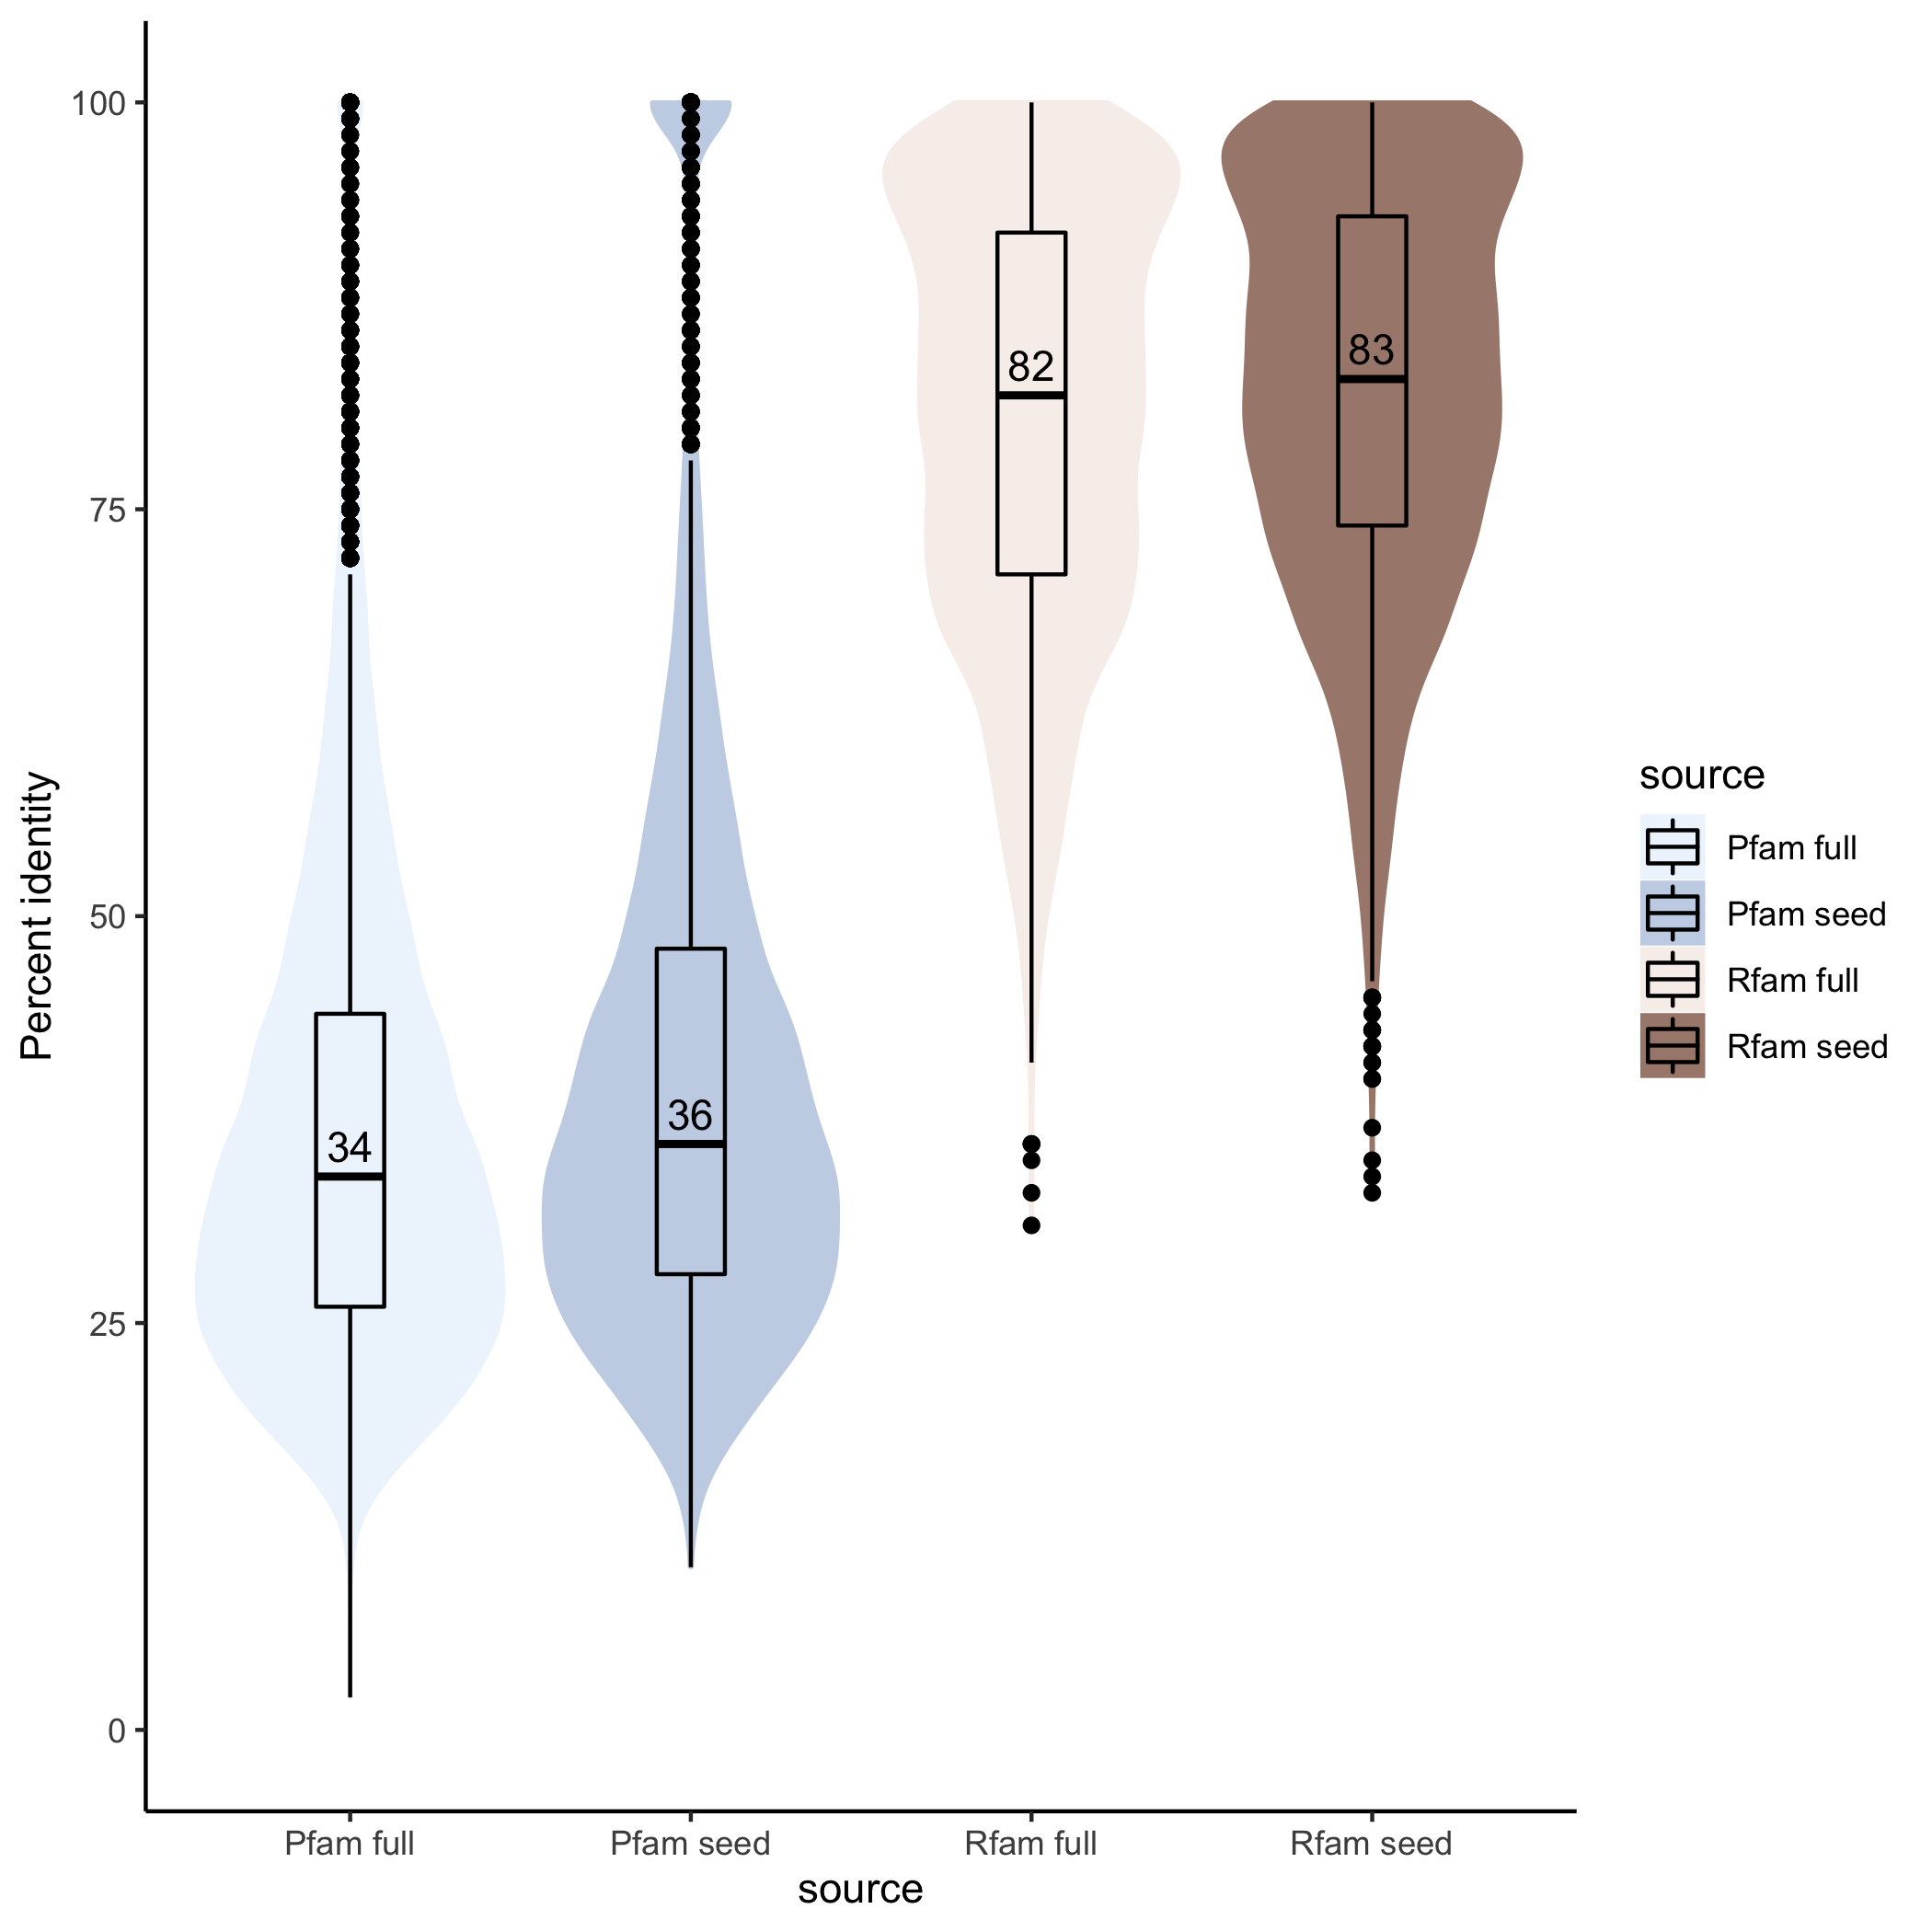 100
75
50
25
0
Percent identity
34
36
82
83
Pfam full
Pfam seed
Rfam full
Rfam seed
source
source
Pfam full
Pfam seed
Rfam full
Rfam seed